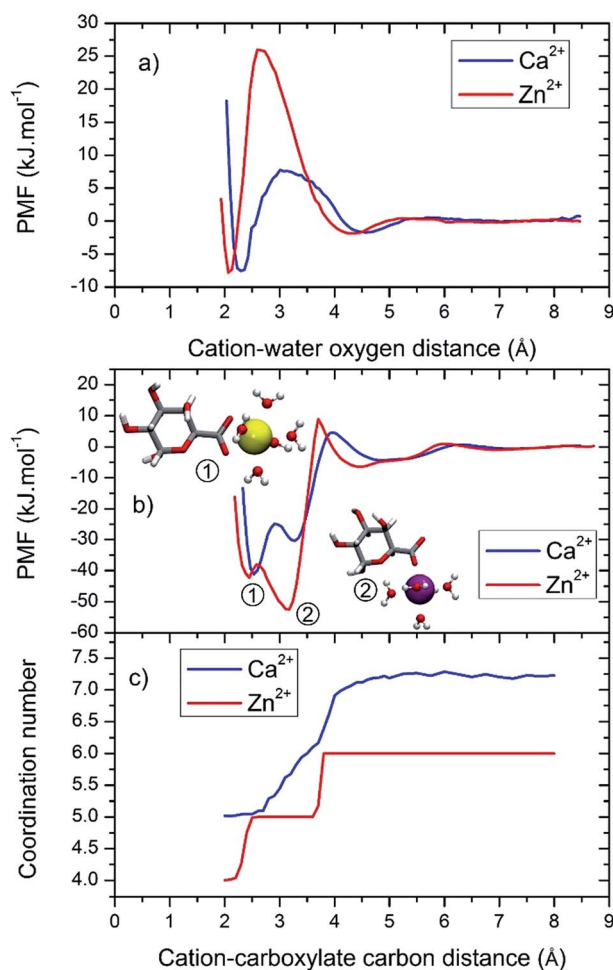 a)
PMF (kJ.mol⁻¹)
30
25
20
15
10
5
0
-5
-10
Ca²⁺
Zn²⁺
0 1 2 3 4 5 6 7 8 9
Cation-water oxygen distance (Å)
b)
PMF (kJ.mol⁻¹)
20
10
0
-10
-20
-30
-40
-50
-60
1
1
2
2
Ca²⁺
Zn²⁺
c)
Coordination number
7.5
7.0
6.5
6.0
5.5
5.0
4.5
4.0
Ca²⁺
Zn²⁺
0 1 2 3 4 5 6 7 8 9
Cation-carboxylate carbon distance (Å)